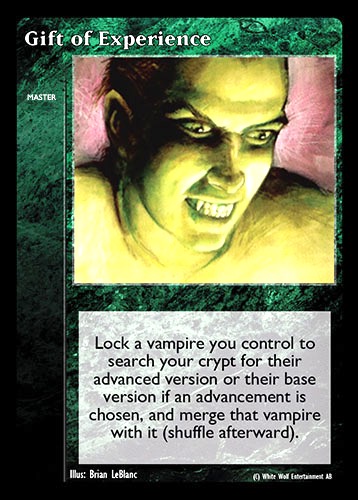 Gift of Experience
MASTER
Lock a vampire you control to
search your crypt for their
advanced version or their base
version if an advancement is
chosen, and merge that vampire
with it (shuffle afterward).
Illus: Brian LeBlanc
(C) White Wolf Entertainment AB